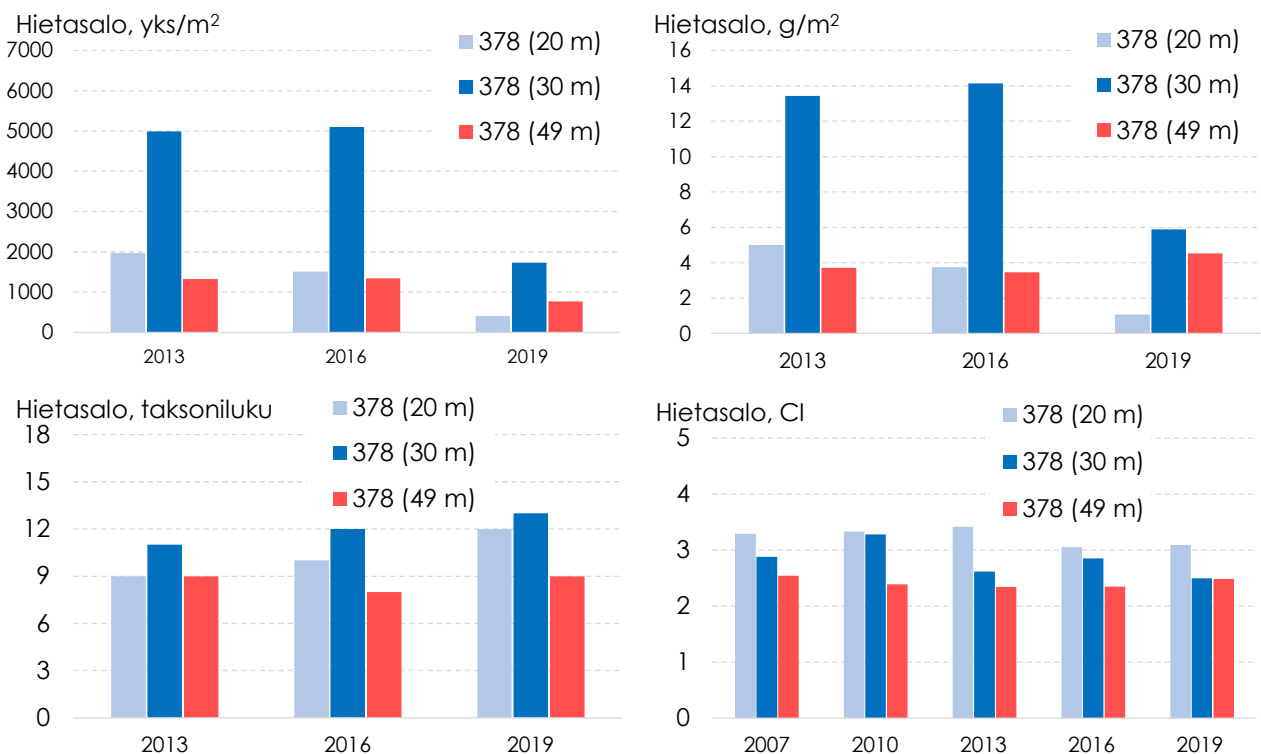 Hietasalo, yks/m²
378 (20 m)
378 (30 m)
378 (49 m)
7000
6000
5000
4000
3000
2000
1000
0
2013 2016 2019
Hietasalo, g/m²
378 (20 m)
378 (30 m)
378 (49 m)
16
14
12
10
8
6
4
2
0
2013 2016 2019
Hietasalo, taksoniluku
378 (20 m)
378 (30 m)
378 (49 m)
18
15
12
9
6
3
0
2013 2016 2019
Hietasalo, CI
378 (20 m)
378 (30 m)
378 (49 m)
5
4
3
2
1
0
2007 2010 2013 2016 2019